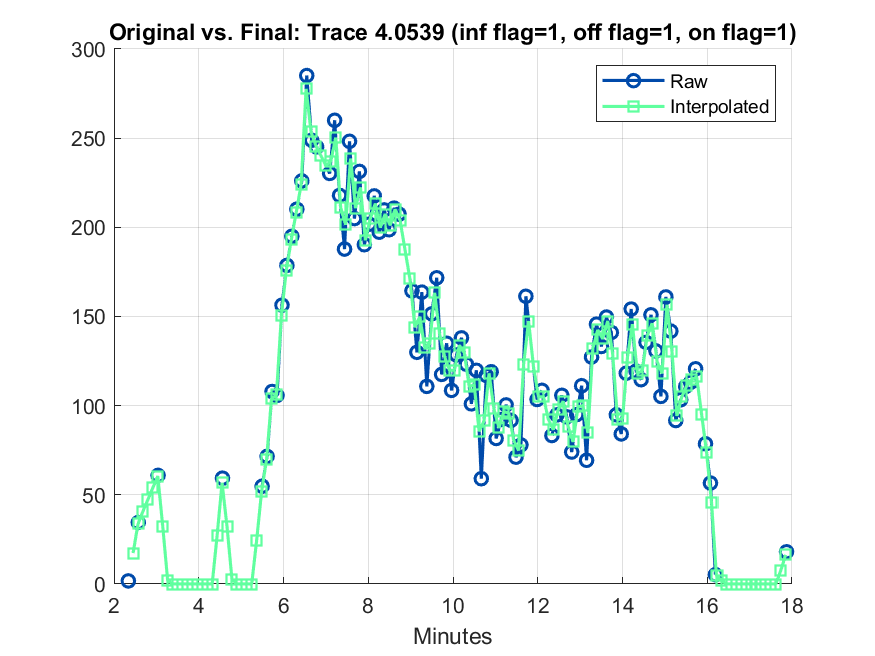 Original vs. Final: Trace 4.0539 (inf flag=1, off flag=1, on flag=1)
300
250
200
150
100
50
0
Raw
Interpolated
2 4 6 8 10 12 14 16 18
Minutes